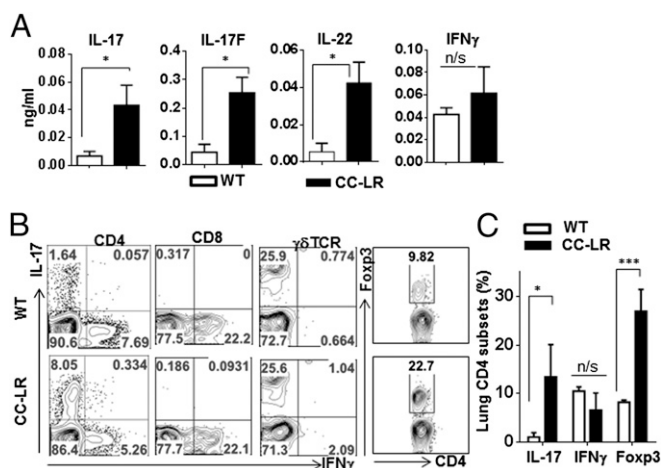 A
IL-17
IL-17F
IL-22
IFNγ
ng/ml
0.08
0.06
0.04
0.02
0.00
*
0.4
0.3
0.2
0.1
0.0
*
0.06
0.04
0.02
0.00
*
0.10
0.08
0.06
0.04
0.02
0.00
n/s
WT
CC-LR
B
CD4
CD8
γδTCR
IL-17
Foxp3
WT
1.64
0.057
90.6
7.69
0.317
0
77.5
22.2
25.9
0.774
72.7
0.664
9.82
CC-LR
8.05
0.334
86.4
5.26
0.186
0.0931
77.7
22.1
25.6
1.04
71.3
2.09
22.7
IFNγ
CD4
C
WT
CC-LR
Lung CD4 subsets (%)
30
20
10
0
*
n/s
***
IL-17
IFNγ
Foxp3